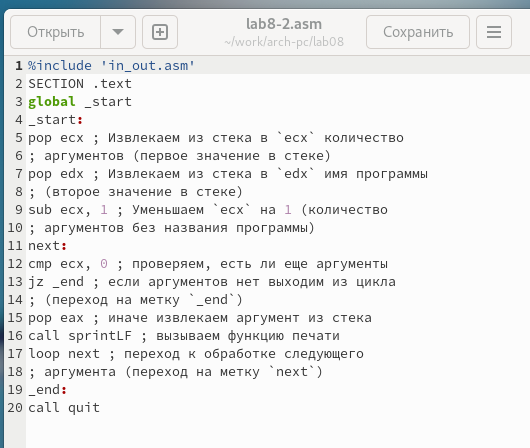 Открыть
lab8-2.asm
~/work/arch-pc/lab08
Сохранить
1 %include 'in_out.asm'
2 SECTION .text
3 global _start
4 _start:
5 pop ecx ; Извлекаем из стека в `ecx` количество
6 ; аргументов (первое значение в стеке)
7 pop edx ; Извлекаем из стека в `edx` имя программы
8 ; (второе значение в стеке)
9 sub ecx, 1 ; Уменьшаем `ecx` на 1 (количество
10 ; аргументов без названия программы)
11 next:
12 cmp ecx, 0 ; проверяем, есть ли еще аргументы
13 jz _end ; если аргументов нет выходим из цикла
14 ; (переход на метку `_end`)
15 pop eax ; иначе извлекаем аргумент из стека
16 call sprintLF ; вызываем функцию печати
17 loop next ; переход к обработке следующего
18 ; аргумента (переход на метку `next`)
19 _end:
20 call quit